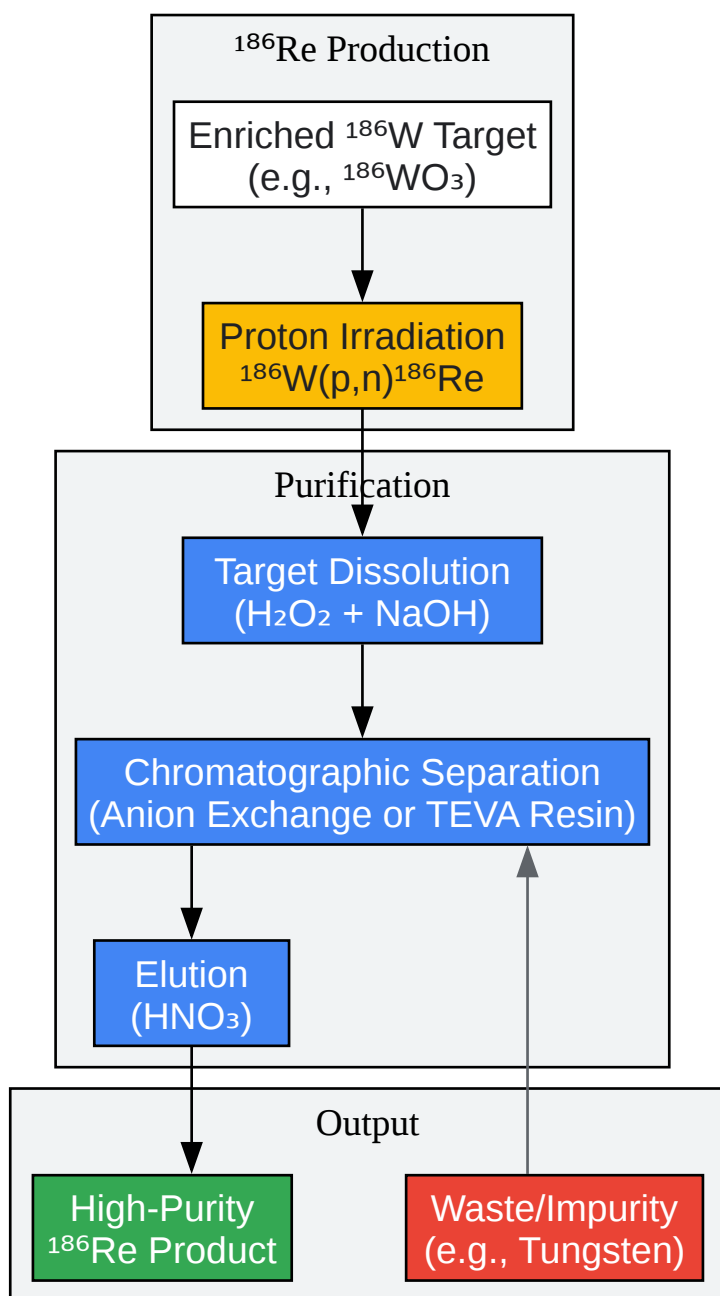 ¹⁸⁶Re Production
Enriched ¹⁸⁶W Target
(e.g., ¹⁸⁶WO₃)
Proton Irradiation
¹⁸⁶W(p,n)¹⁸⁶Re
Purification
Target Dissolution
(H₂O₂ + NaOH)
Chromatographic Separation
(Anion Exchange or TEVA Resin)
Elution
(HNO₃)
Output
High-Purity
¹⁸⁶Re Product
Waste/Impurity
(e.g., Tungsten)